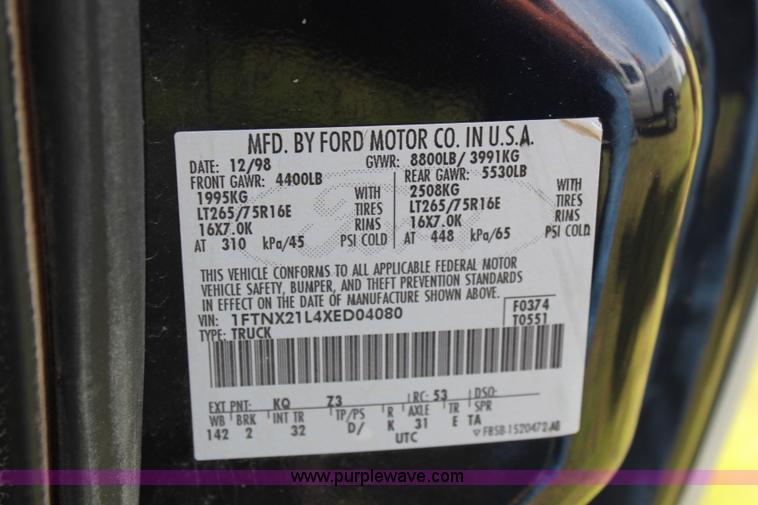 MFD. BY FORD MOTOR CO. IN U.S.A.
DATE: 12/98 GVWR: 8800LB/ 3991KG
FRONT GAWR: 4400LB REAR GAWR: 5530LB
1995KG WITH 2508KG WITH
LT265/75R16E TIRES LT265/75R16E TIRES
16X7.0K RIMS 16X7.0K RIMS
AT 310 kPa/45 PSI COLD AT 448 kPa/65 PSI COLD
THIS VEHICLE CONFORMS TO ALL APPLICABLE FEDERAL MOTOR
VEHICLE SAFETY, BUMPER, AND THEFT PREVENTION STANDARDS
IN EFFECT ON THE DATE OF MANUFACTURE SHOWN ABOVE.
VIN: 1FTNX21L4XED04080 F0374
TYPE: TRUCK T0551
EXT PNT: KQ Z3 RC: 53 DSO:
WB BRK INT TR TP/PS R AXLE TR SPR
142 2 32 D/ K 31 E TA
UTC F85B-1520472-AB
www.purplewave.com